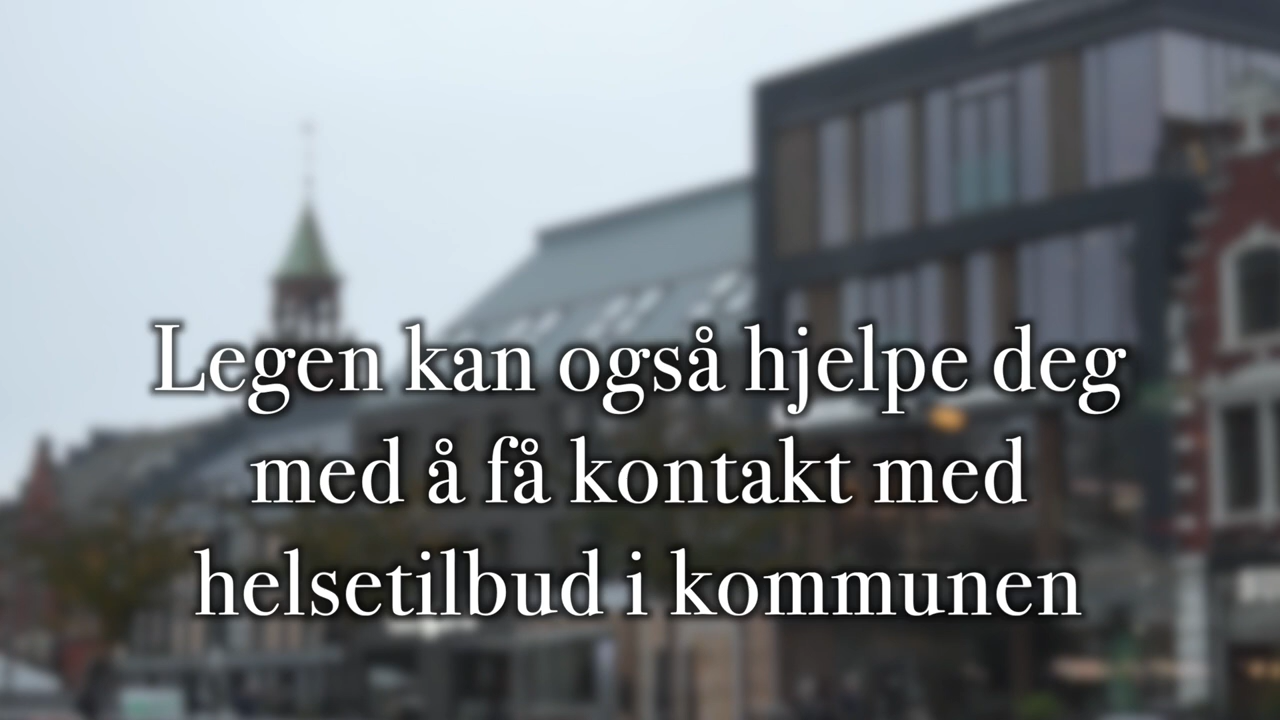 Legen kan også hjelpe deg
med å få kontakt med
helsetilbud i kommunen